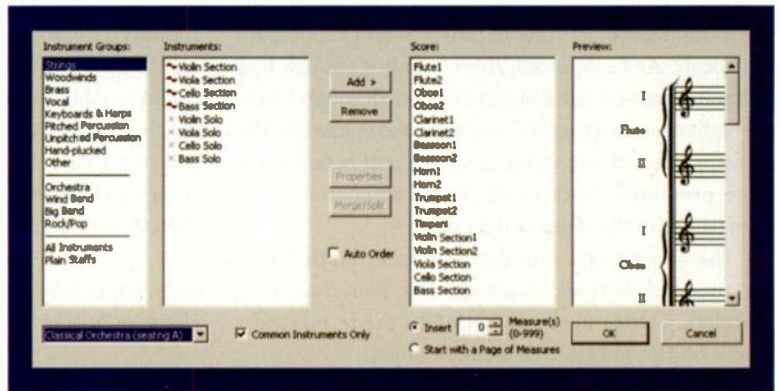 Instrument Groups:
Strings
Woodwinds
Brass
Vocal
Keyboards & Harps
Pitched Percussion
Unpitched Percussion
Hand-plucked
Other
Orchestra
Wind Band
Big Band
Rock/Pop
All Instruments
Plain Staffs
Classical Orchestra (seating A)
Instruments:
Violin Section
Viola Section
Cello Section
Bass Section
Violin Solo
Viola Solo
Cello Solo
Bass Solo
Common Instruments Only
Add »
Remove
Properties
Merge/Split
Auto Order
Score:
Flute1
Flute2
Oboe1
Oboe2
Clarinet1
Clarinet2
Bassoon1
Bassoon2
Horn1
Horn2
Trumpet1
Trumpet2
Timpani
Violin Section1
Violin Section2
Viola Section
Cello Section
Bass Section
Insert 0 Measure(s)
(0-999)
Start with a Page of Measures
Preview:
I
Flute
II
I
Oboe
II
OK
Cancel